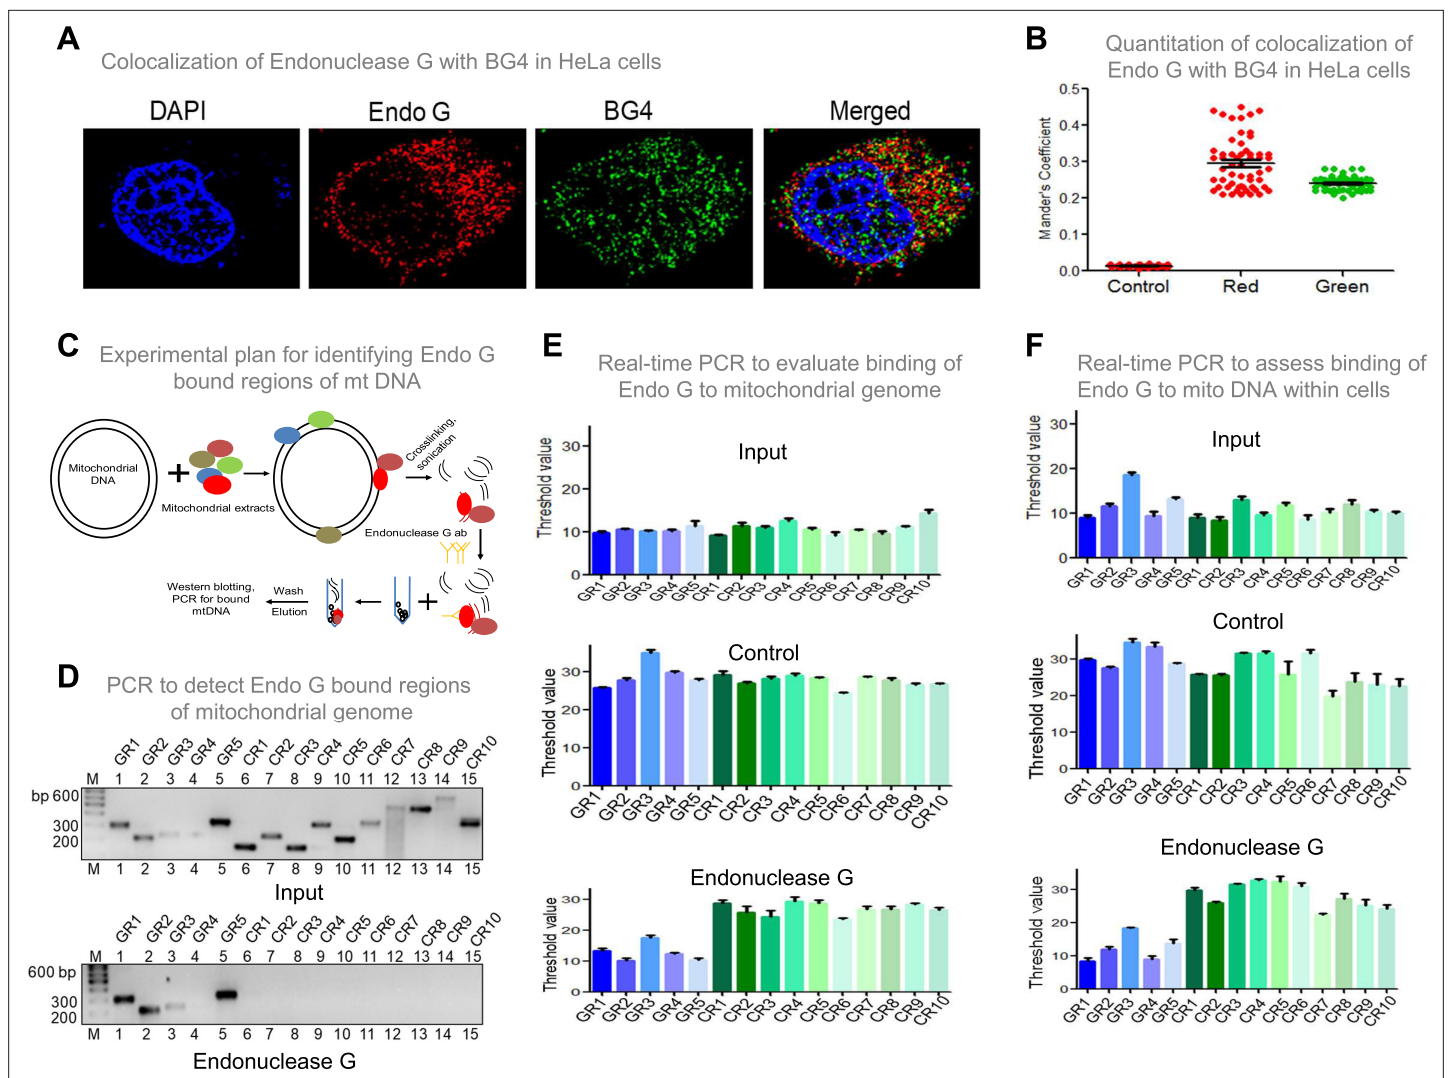 A
Colocalization of Endonuclease G with BG4 in HeLa cells
DAPI
Endo G
BG4
Merged
B
Quantitation of colocalization of
Endo G with BG4 in HeLa cells
Mander's Coefficient
0.5
0.4
0.3
0.2
0.1
0.0
Control Red Green
C
Experimental plan for identifying Endo G
bound regions of mt DNA
Mitochondrial
DNA
+
Mitochondrial extracts
Crosslinking,
sonication
Endonuclease G ab
+
Wash
Elution
Western blotting,
PCR for bound
mtDNA
D
PCR to detect Endo G bound regions
of mitochondrial genome
GR1 GR2 GR3 GR4 GR5 CR1 CR2 CR3 CR4 CR5 CR6 CR7 CR8 CR9 CR10
M 1 2 3 4 5 6 7 8 9 10 11 12 13 14 15
bp 600
300
200
M 1 2 3 4 5 6 7 8 9 10 11 12 13 14 15
Input
GR1 GR2 GR3 GR4 GR5 CR1 CR2 CR3 CR4 CR5 CR6 CR7 CR8 CR9 CR10
M 1 2 3 4 5 6 7 8 9 10 11 12 13 14 15
600 bp
300
200
M 1 2 3 4 5 6 7 8 9 10 11 12 13 14 15
Endonuclease G
E
Real-time PCR to evaluate binding of
Endo G to mitochondrial genome
Input
Threshold value
30
20
10
0
GR1 GR2 GR3 GR4 GR5 CR1 CR2 CR3 CR4 CR5 CR6 CR7 CR8 CR9 CR10
Control
Threshold value
30
20
10
0
GR1 GR2 GR3 GR4 GR5 CR1 CR2 CR3 CR4 CR5 CR6 CR7 CR8 CR9 CR10
Endonuclease G
Threshold value
30
20
10
0
GR1 GR2 GR3 GR4 GR5 CR1 CR2 CR3 CR4 CR5 CR6 CR7 CR8 CR9 CR10
F
Real-time PCR to assess binding of
Endo G to mito DNA within cells
Input
Threshold value
30
20
10
0
GR1 GR2 GR3 GR4 GR5 CR1 CR2 CR3 CR4 CR5 CR6 CR7 CR8 CR9 CR10
Control
Threshold value
30
20
10
0
GR1 GR2 GR3 GR4 GR5 CR1 CR2 CR3 CR4 CR5 CR6 CR7 CR8 CR9 CR10
Endonuclease G
Threshold value
30
20
10
0
GR1 GR2 GR3 GR4 GR5 CR1 CR2 CR3 CR4 CR5 CR6 CR7 CR8 CR9 CR10